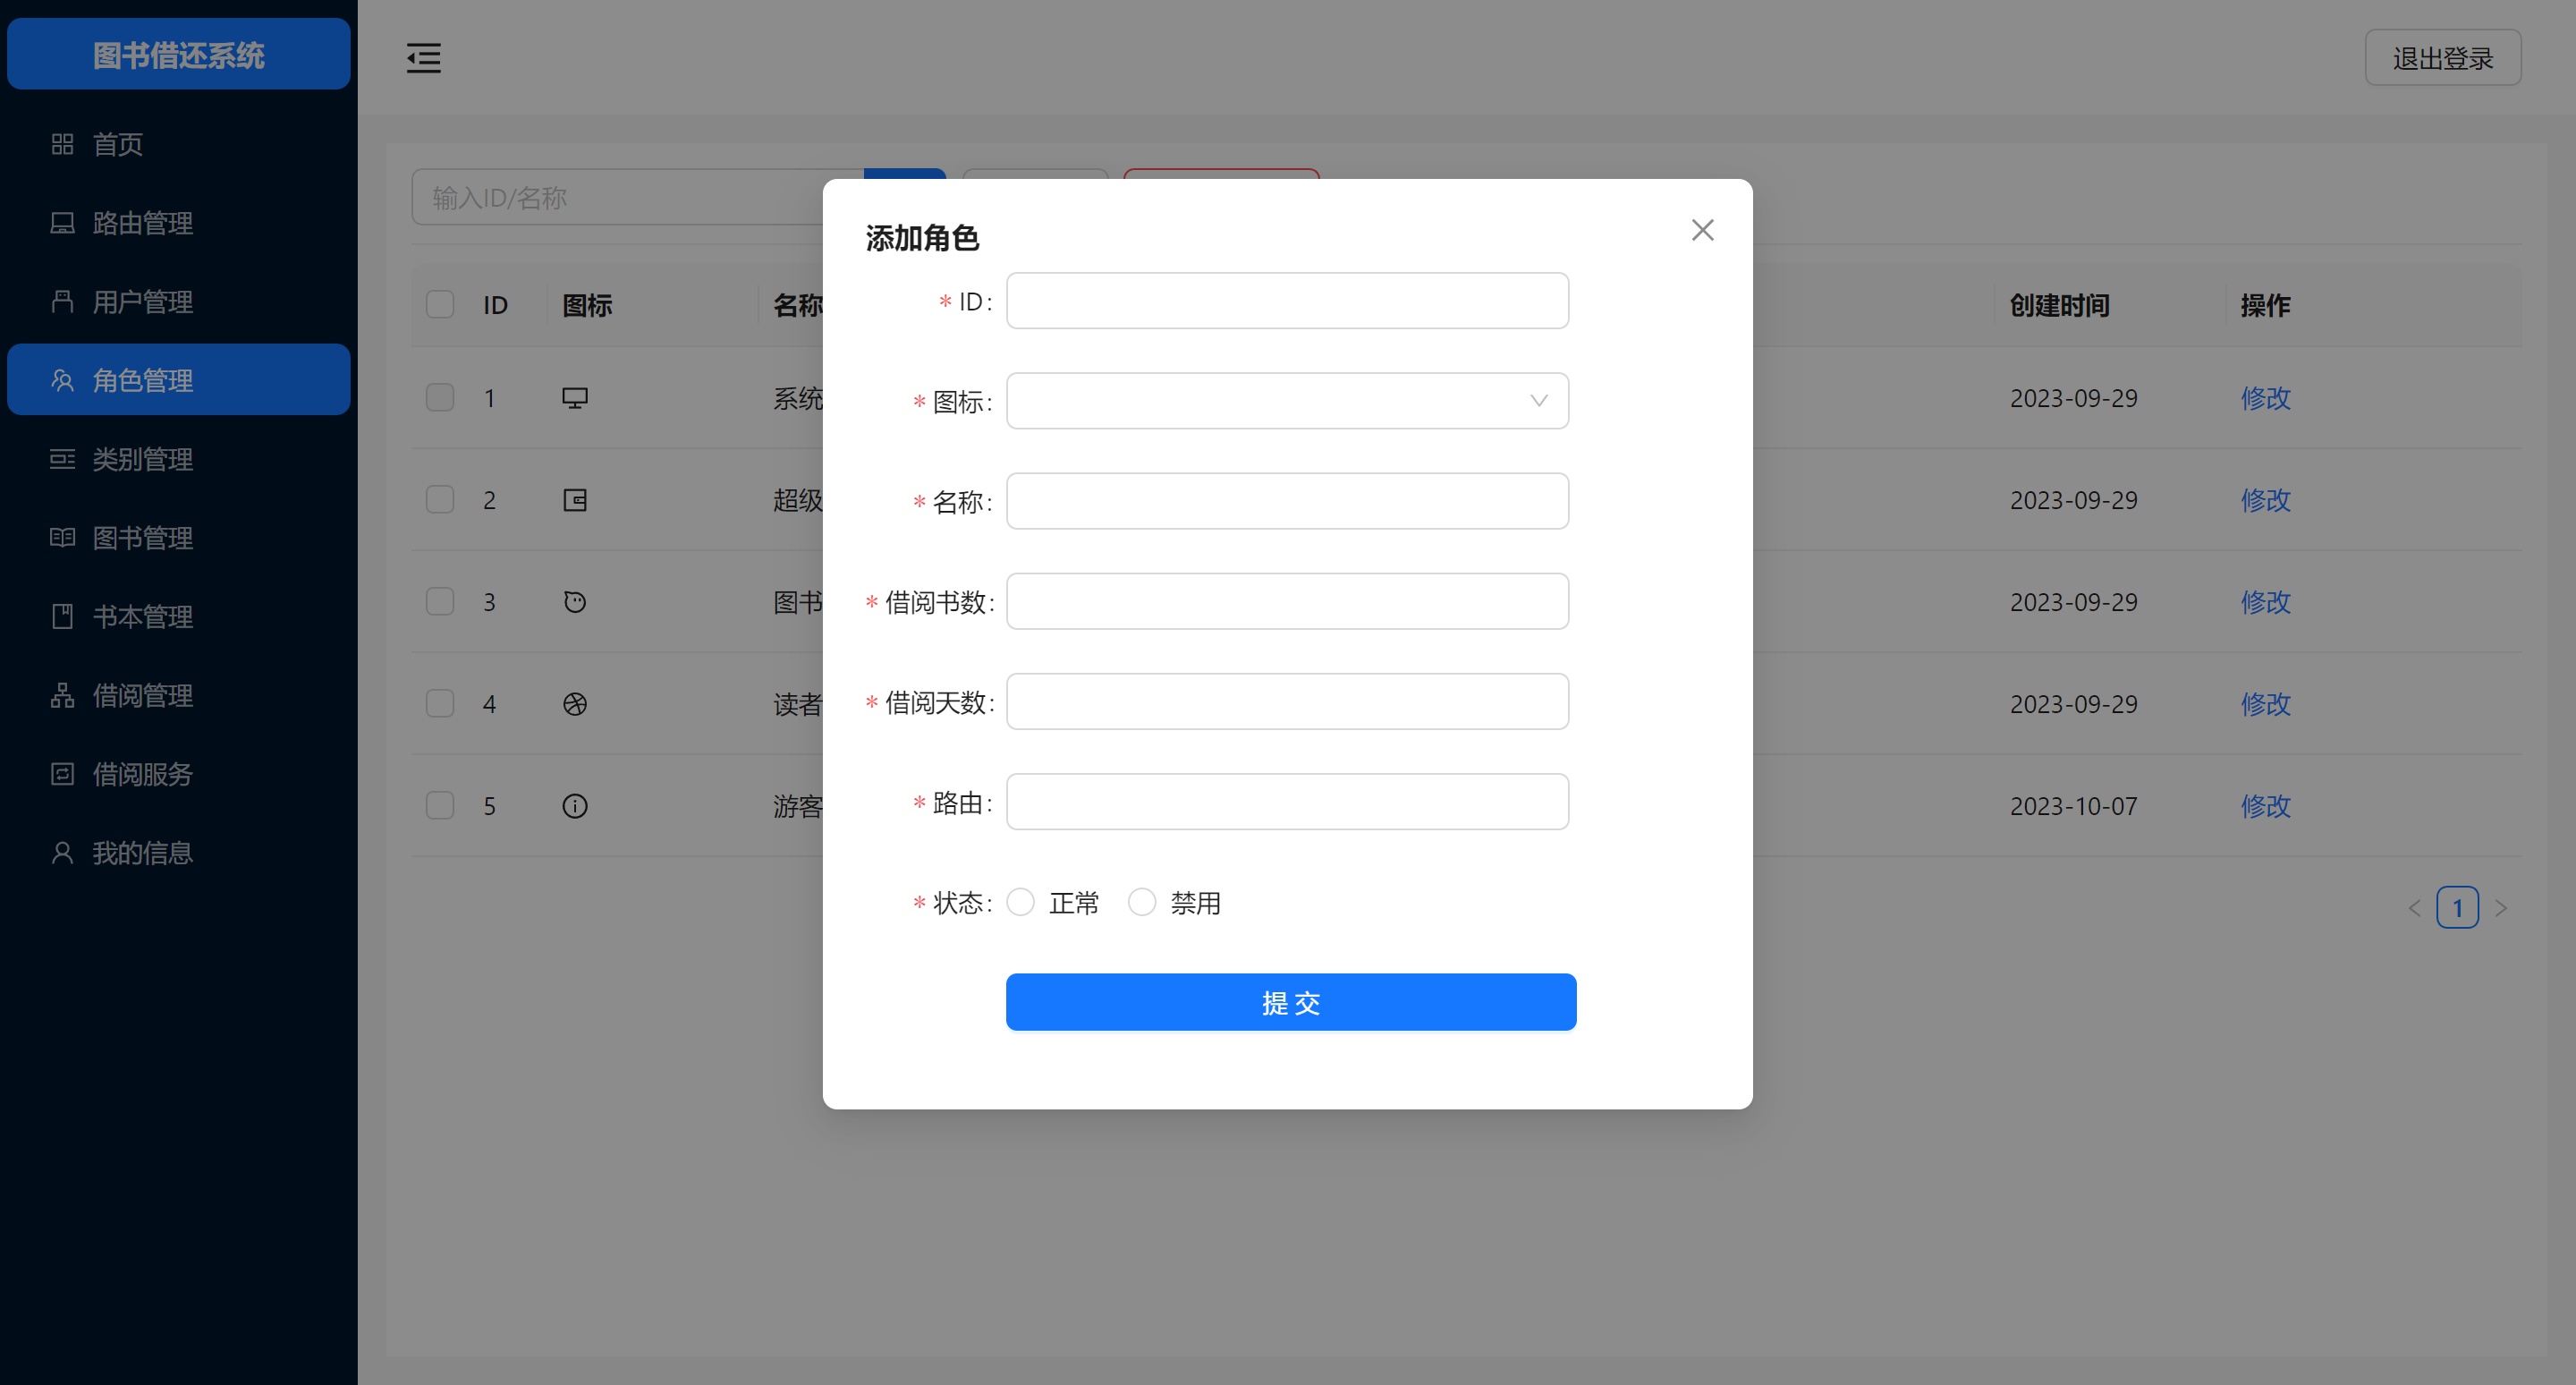 图书借还系统
首页
路由管理
用户管理
角色管理
类别管理
图书管理
书本管理
借阅管理
借阅服务
我的信息
退出登录
输入ID/名称
ID 图标 名称 创建时间 操作
1 系统 2023-09-29 修改
2 超级 2023-09-29 修改
3 图书 2023-09-29 修改
4 读者 2023-09-29 修改
5 游客 2023-10-07 修改
1
添加角色
* ID:
* 图标:
* 名称:
* 借阅书数:
* 借阅天数:
* 路由:
* 状态: 正常 禁用
提 交